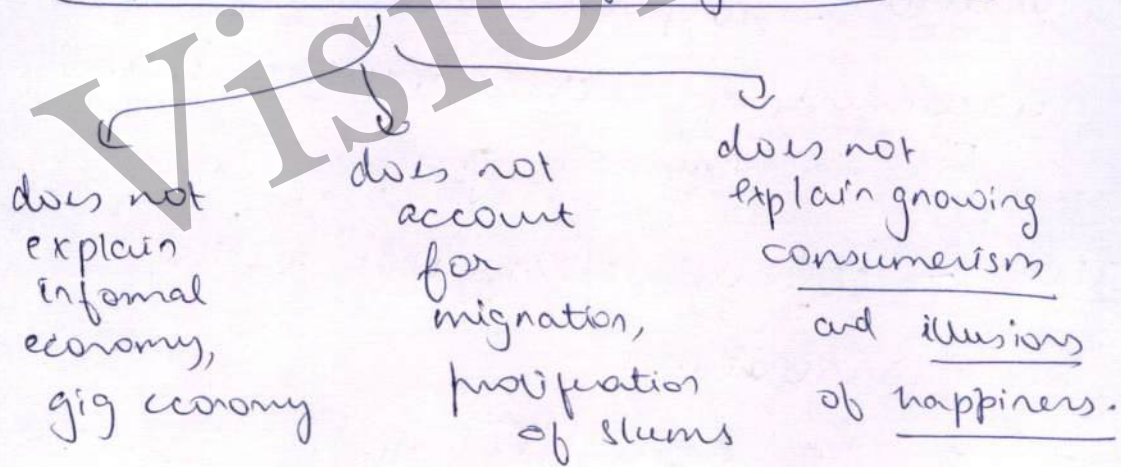 does not
explain
informal
economy,
gig economy
does not
account
for
migration,
proliferation
of slums
does not
explain growing
consumerism
and illusions
of happiness.
Vision